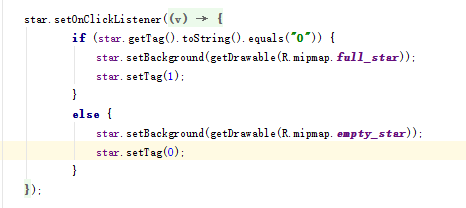 star.setOnClickListener((v) → {
if (star.getTag().toString().equals("0")) {
star.setBackground(getDrawable(R.mipmap.full_star));
star.setTag(1);
}
else {
star.setBackground(getDrawable(R.mipmap.empty_star));
star.setTag(0);
}
});